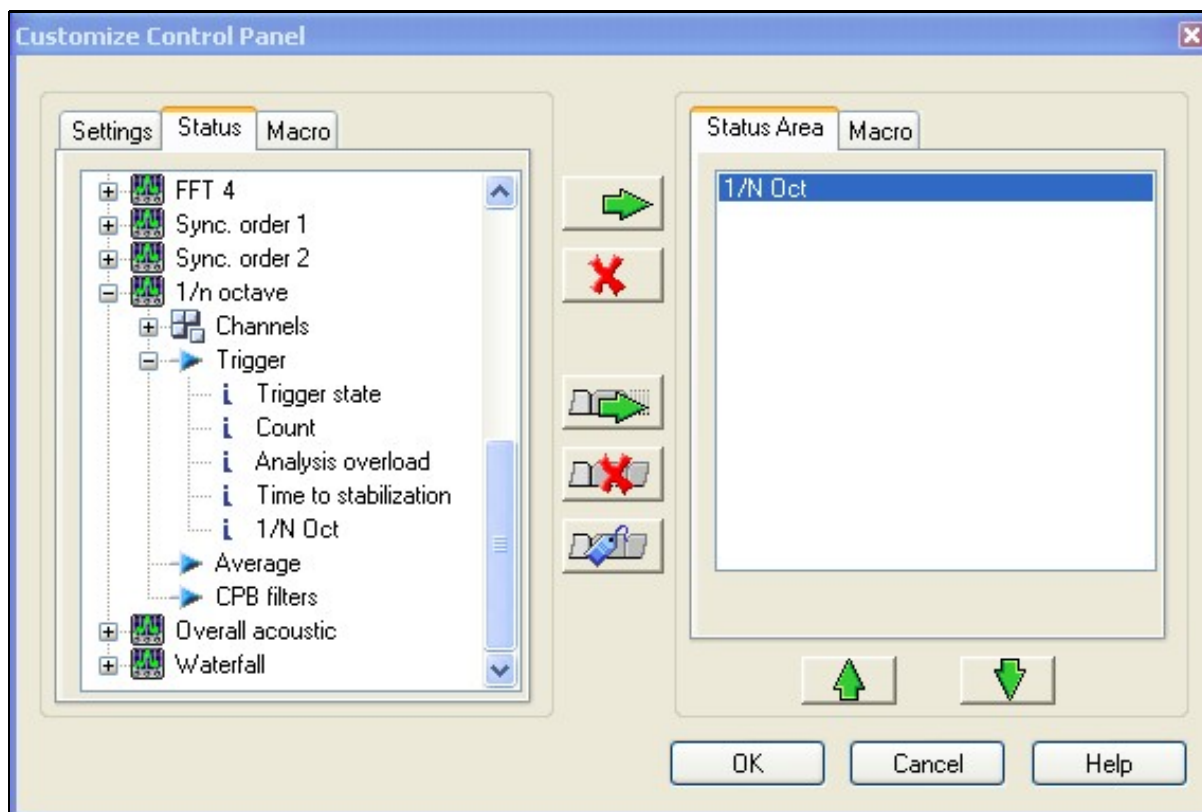 Customize Control Panel
Settings
Status
Macro
FFT 4
Sync. order 1
Sync. order 2
1/n octave
Channels
Trigger
Trigger state
Count
Analysis overload
Time to stabilization
1/N Oct
Average
CPB filters
Overall acoustic
Waterfall
Status Area
Macro
1/N Oct
OK
Cancel
Help